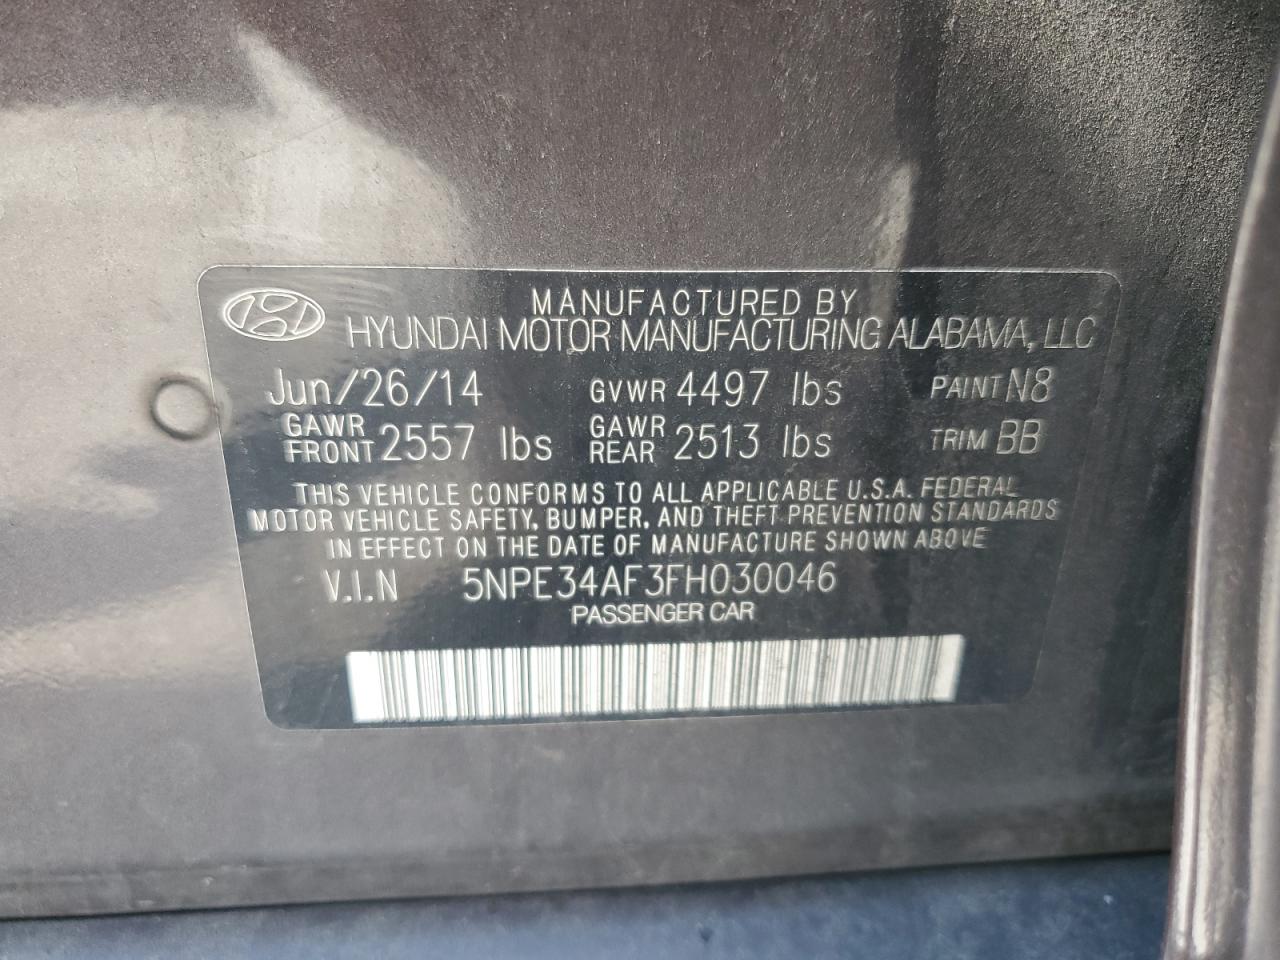 MANUFACTURED BY
HYUNDAI MOTOR MANUFACTURING ALABAMA, LLC
Jun/26/14 GVWR 4497 lbs PAINT N8
GAWR FRONT 2557 lbs GAWR REAR 2513 lbs TRIM BB
THIS VEHICLE CONFORMS TO ALL APPLICABLE U.S.A. FEDERAL
MOTOR VEHICLE SAFETY, BUMPER, AND THEFT PREVENTION STANDARDS
IN EFFECT ON THE DATE OF MANUFACTURE SHOWN ABOVE
V.I.N 5NPE34AF3FH030046
PASSENGER CAR